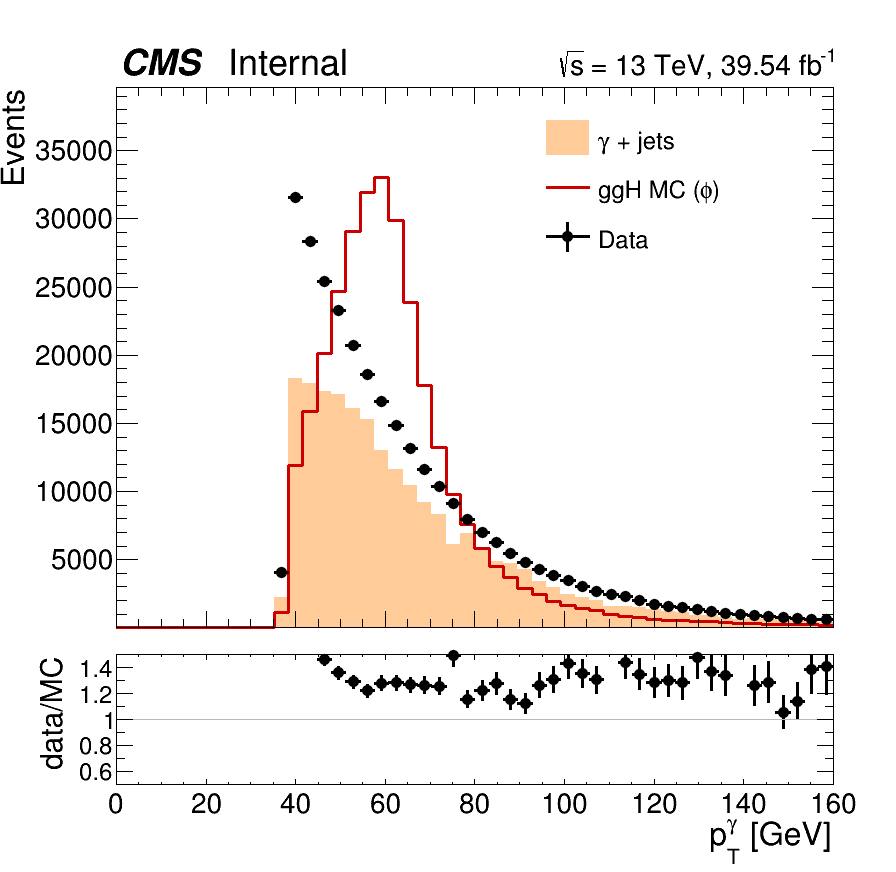 CMS Internal
√s = 13 TeV, 39.54 fb⁻¹
Events
35000
30000
25000
20000
15000
10000
5000
γ + jets
ggH MC (ϕ)
Data
data/MC
1.4
1.2
1
0.8
0.6
0 20 40 60 80 100 120 140 160
p_T^γ [GeV]